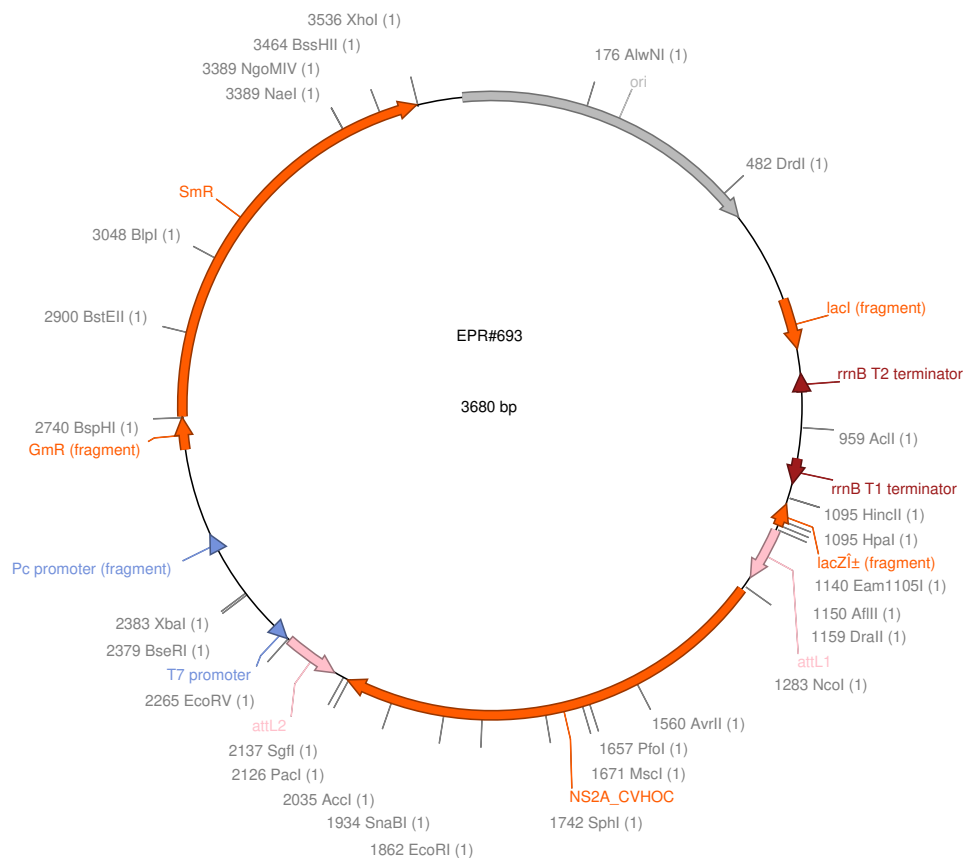 3536 XhoI (1)
3464 BssHII (1)
3389 NgoMIV (1)
3389 NaeI (1)
176 AlwNI (1)
ori
482 DrdI (1)
SmR
3048 BlpI (1)
2900 BstEII (1)
2740 BspHI (1)
GmR (fragment)
EPR#693
3680 bp
lacI (fragment)
rrnB T2 terminator
959 AclI (1)
rrnB T1 terminator
1095 HincII (1)
1095 HpaI (1)
lacZÎ± (fragment)
1140 Eam1105I (1)
1150 AflII (1)
1159 DraII (1)
attL1
1283 NcoI (1)
Pc promoter (fragment)
2383 XbaI (1)
2379 BseRI (1)
T7 promoter
2265 EcoRV (1)
attL2
2137 SgfI (1)
2126 PacI (1)
2035 AccI (1)
1934 SnaBI (1)
1862 EcoRI (1)
1560 AvrII (1)
1657 PfoI (1)
1671 MscI (1)
NS2A_CVHOC
1742 SphI (1)